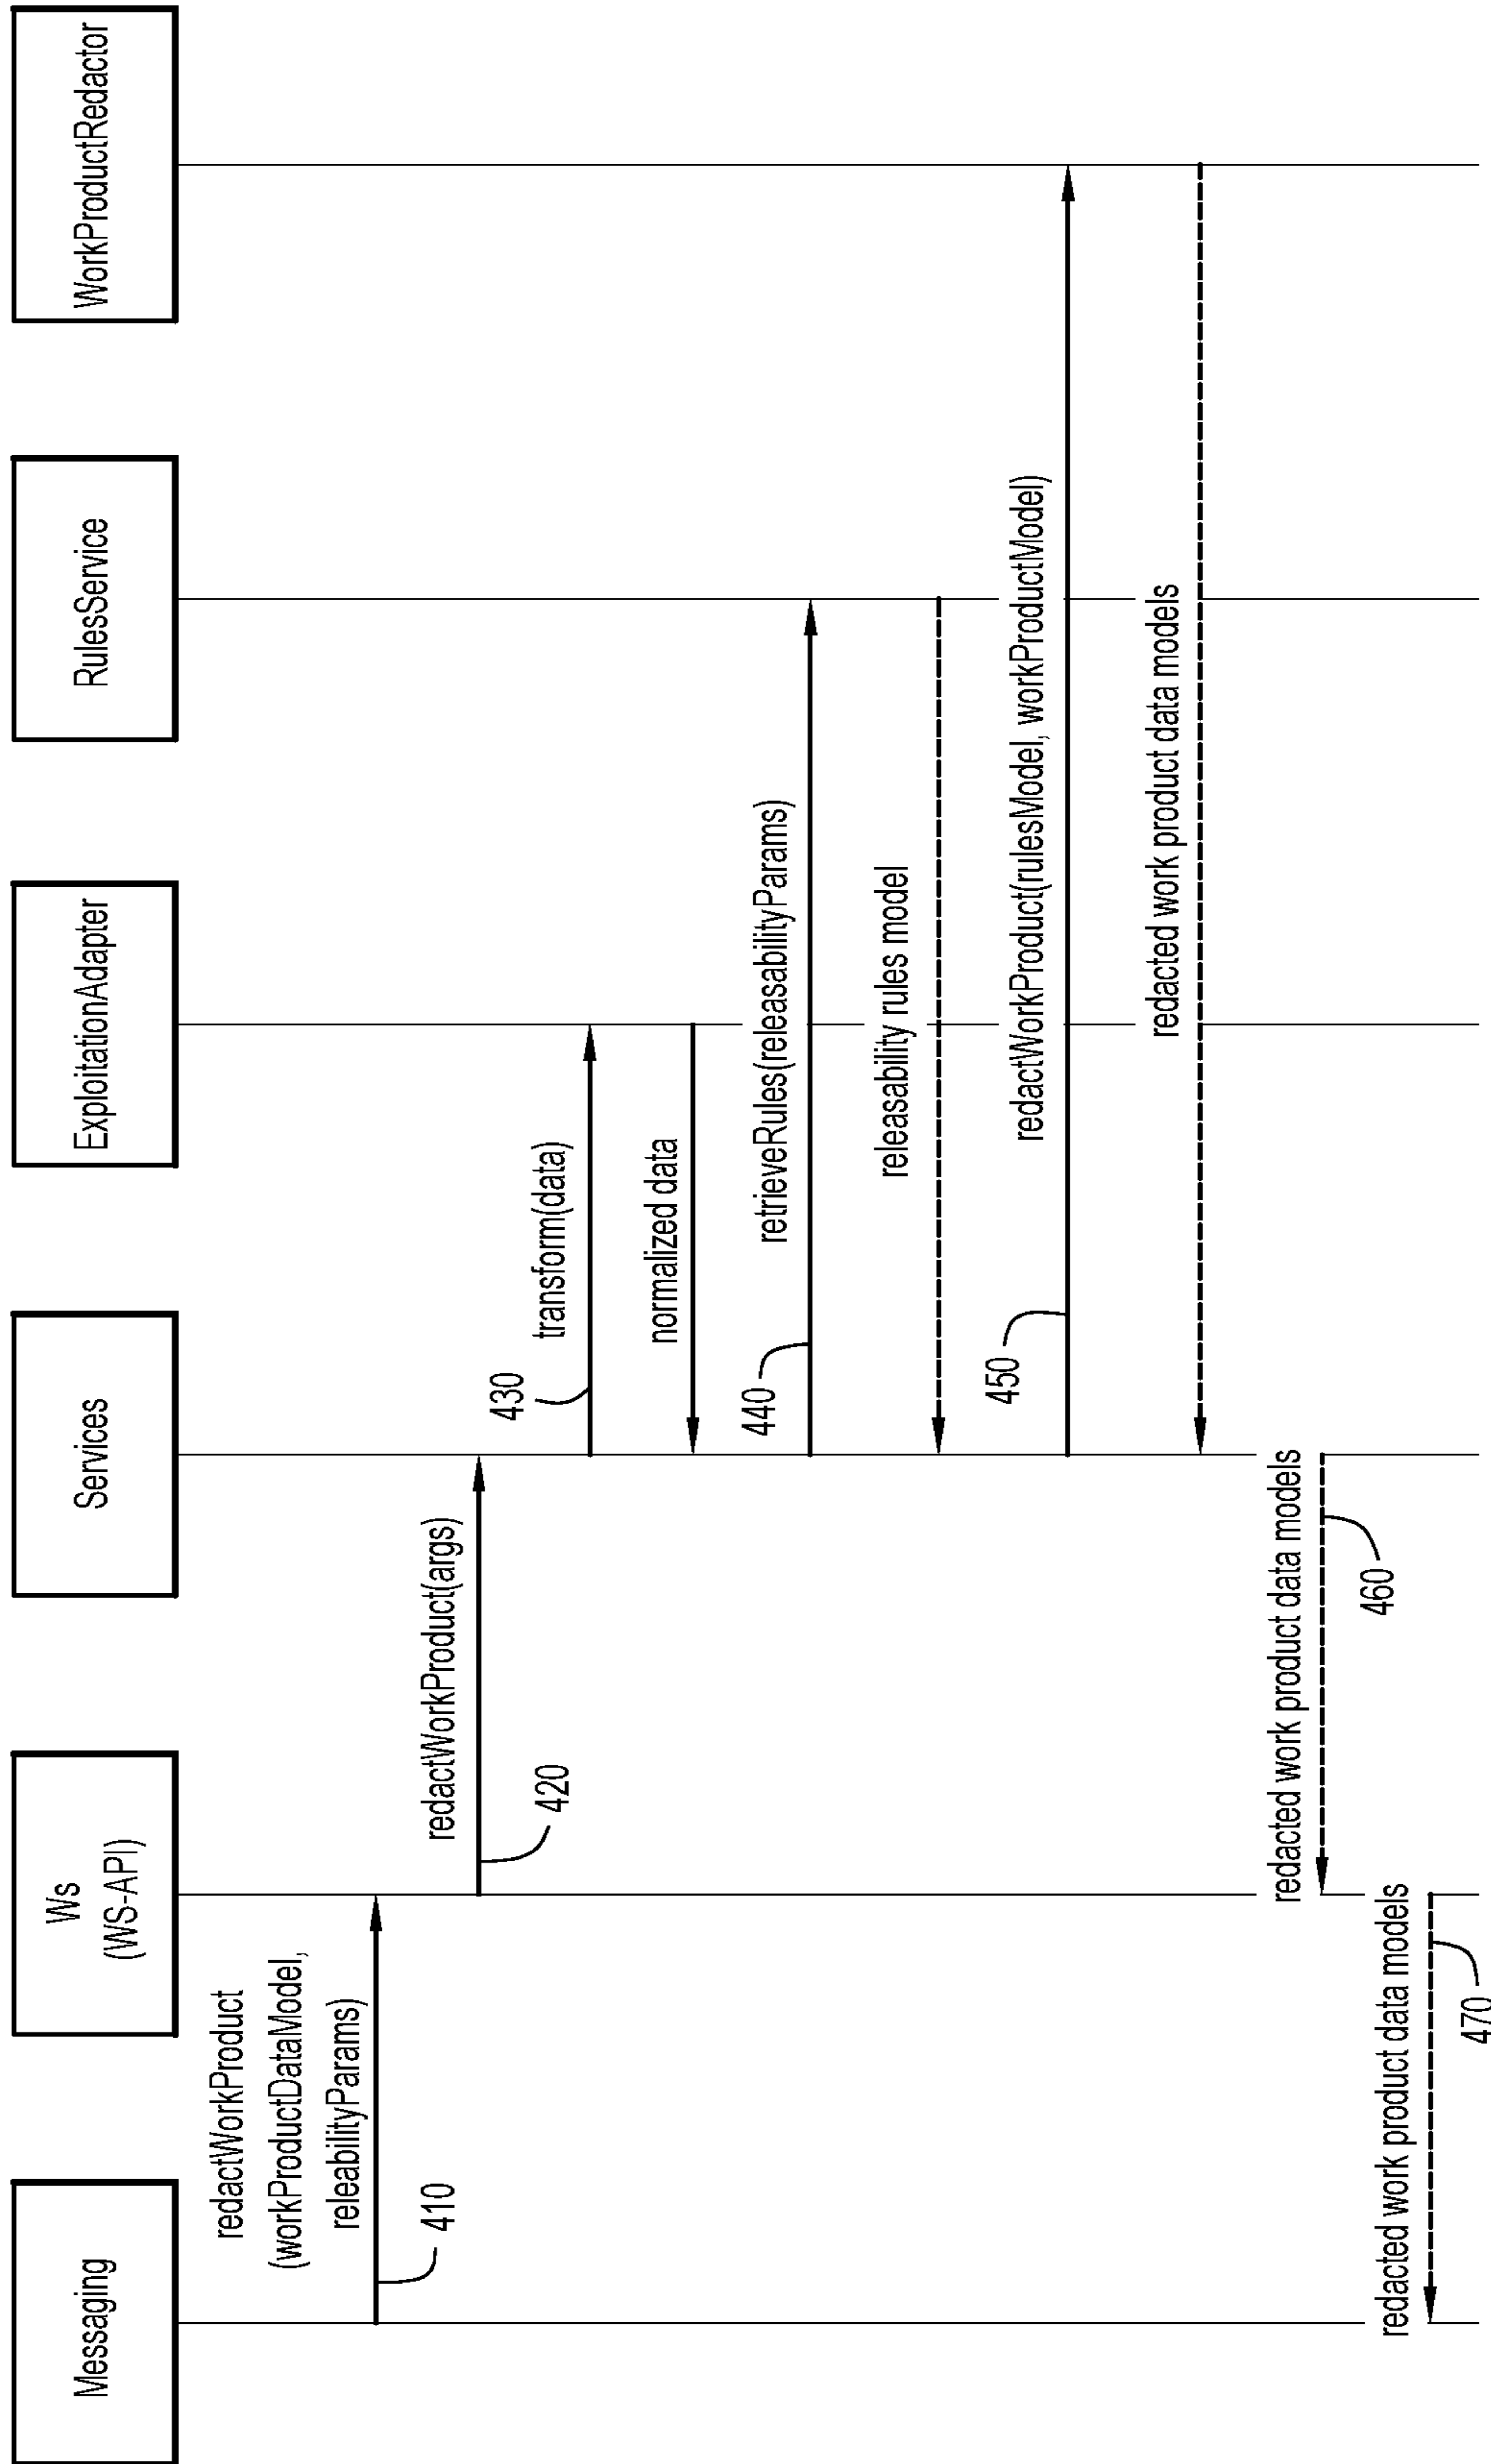 Messaging
Ws
(WS-API)
Services
ExploitationAdapter
RulesService
WorkProductRedactor
redactWorkProduct
(workProductDataModel,
releabilityParams)
410
redactWorkProduct(args)
420
transform(data)
430
normalized data
retrieveRules(releasabilityParams)
440
releasability rules model
redactWorkProduct(rulesModel, workProductModel)
450
redacted work product data models
redacted work product data models
460
redacted work product data models
470